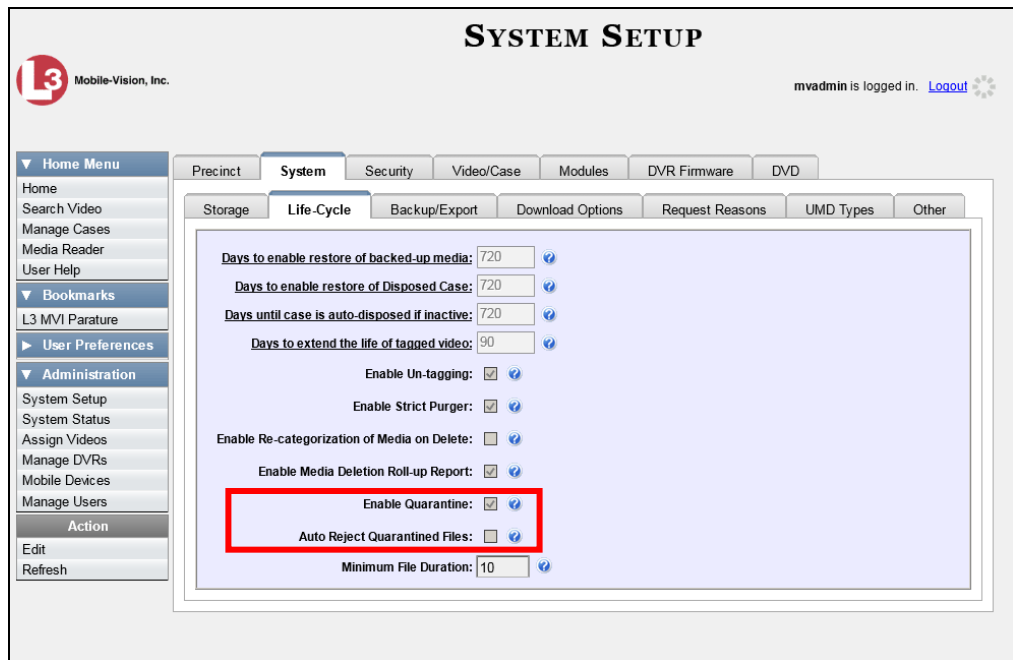 SYSTEM SETUP
L3 Mobile-Vision, Inc.
mvadmin is logged in. Logout
▼ Home Menu
Home
Search Video
Manage Cases
Media Reader
User Help
▼ Bookmarks
L3 MVI Parature
► User Preferences
▼ Administration
System Setup
System Status
Assign Videos
Manage DVRs
Mobile Devices
Manage Users
Action
Edit
Refresh
Precinct System Security Video/Case Modules DVR Firmware DVD
Storage Life-Cycle Backup/Export Download Options Request Reasons UMD Types Other
Days to enable restore of backed-up media: 720 ?
Days to enable restore of Disposed Case: 720 ?
Days until case is auto-disposed if inactive: 720 ?
Days to extend the life of tagged video: 90 ?
Enable Un-tagging: ?
Enable Strict Purger: ?
Enable Re-categorization of Media on Delete: ?
Enable Media Deletion Roll-up Report: ?
Enable Quarantine: ?
Auto Reject Quarantined Files: ?
Minimum File Duration: 10 ?